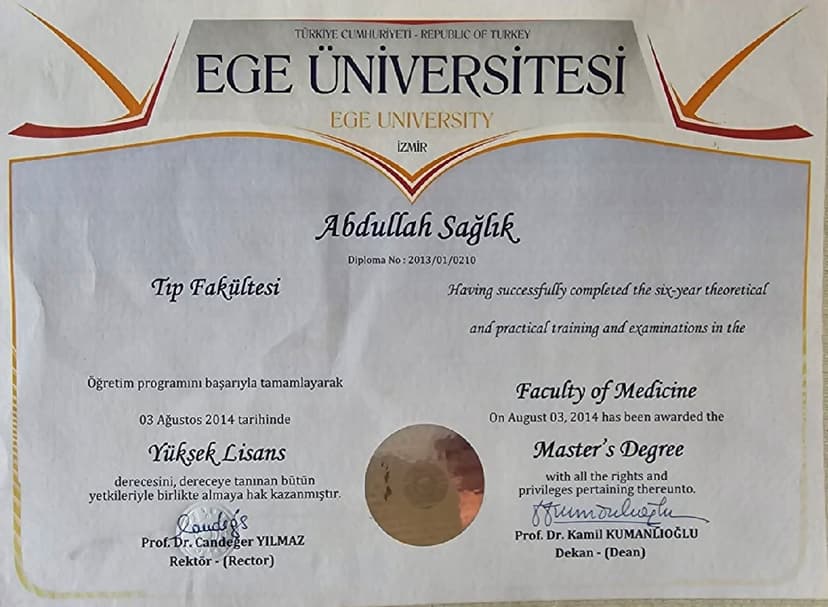 TÜRKİYE CUMHURİYETİ - REPUBLIC OF TURKEY
EGE ÜNİVERSİTESİ
EGE UNIVERSITY
İZMİR
Abdullah Sağlık
Diploma No : 2013/01/0210
Tıp Fakültesi
Öğretim programını başarıyla tamamlayarak
03 Ağustos 2014 tarihinde
Yüksek Lisans
derecesini, dereceye tanınan bütün
yetkileriyle birlikte almaya hak kazanmıştır.
Prof. Dr. Candeğer YILMAZ
Rektör - (Rector)
Having successfully completed the six-year theoretical
and practical training and examinations in the
Faculty of Medicine
On August 03, 2014 has been awarded the
Master's Degree
with all the rights and
privileges pertaining thereunto.
Prof. Dr. Kamil KUMANLIOĞLU
Dekan - (Dean)